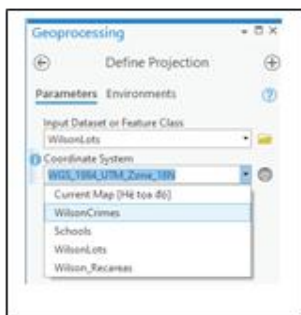 Geoprocessing
Define Projection
Parameters Environments
Input Dataset or Feature Class
WilsonLots
Coordinate System
WGS_1984_UTM_Zone_18N
Current Map [Hệ tọa độ]
WilsonCrimes
Schools
WilsonLots
Wilson_Recareas